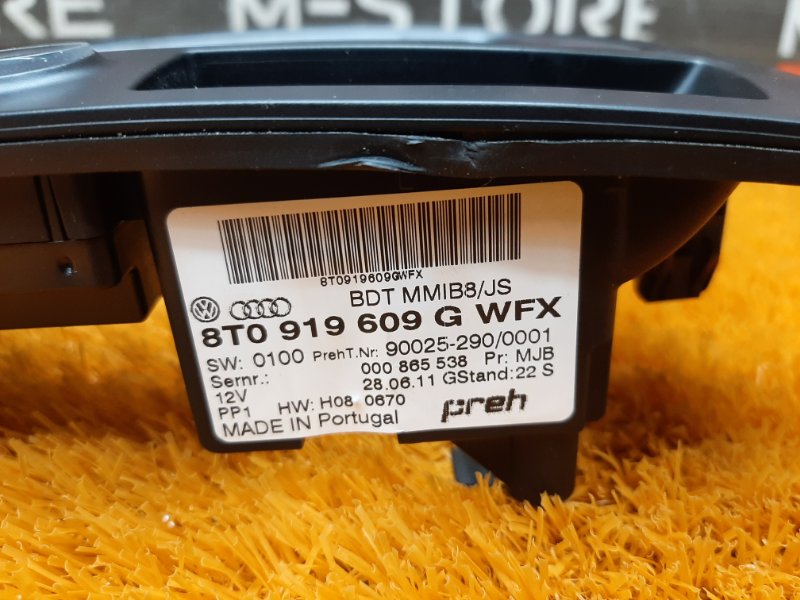 M-STORE
8T0919609GWFX
BDT MMIB8/JS
8T0 919 609 G WFX
SW: 0100 PrehT.Nr: 90025-290/0001
Sernr.: 000 865 538 Pr: MJB
12V 28.06.11 GStand: 22 S
PP1 HW: H08 0670
MADE IN Portugal preh